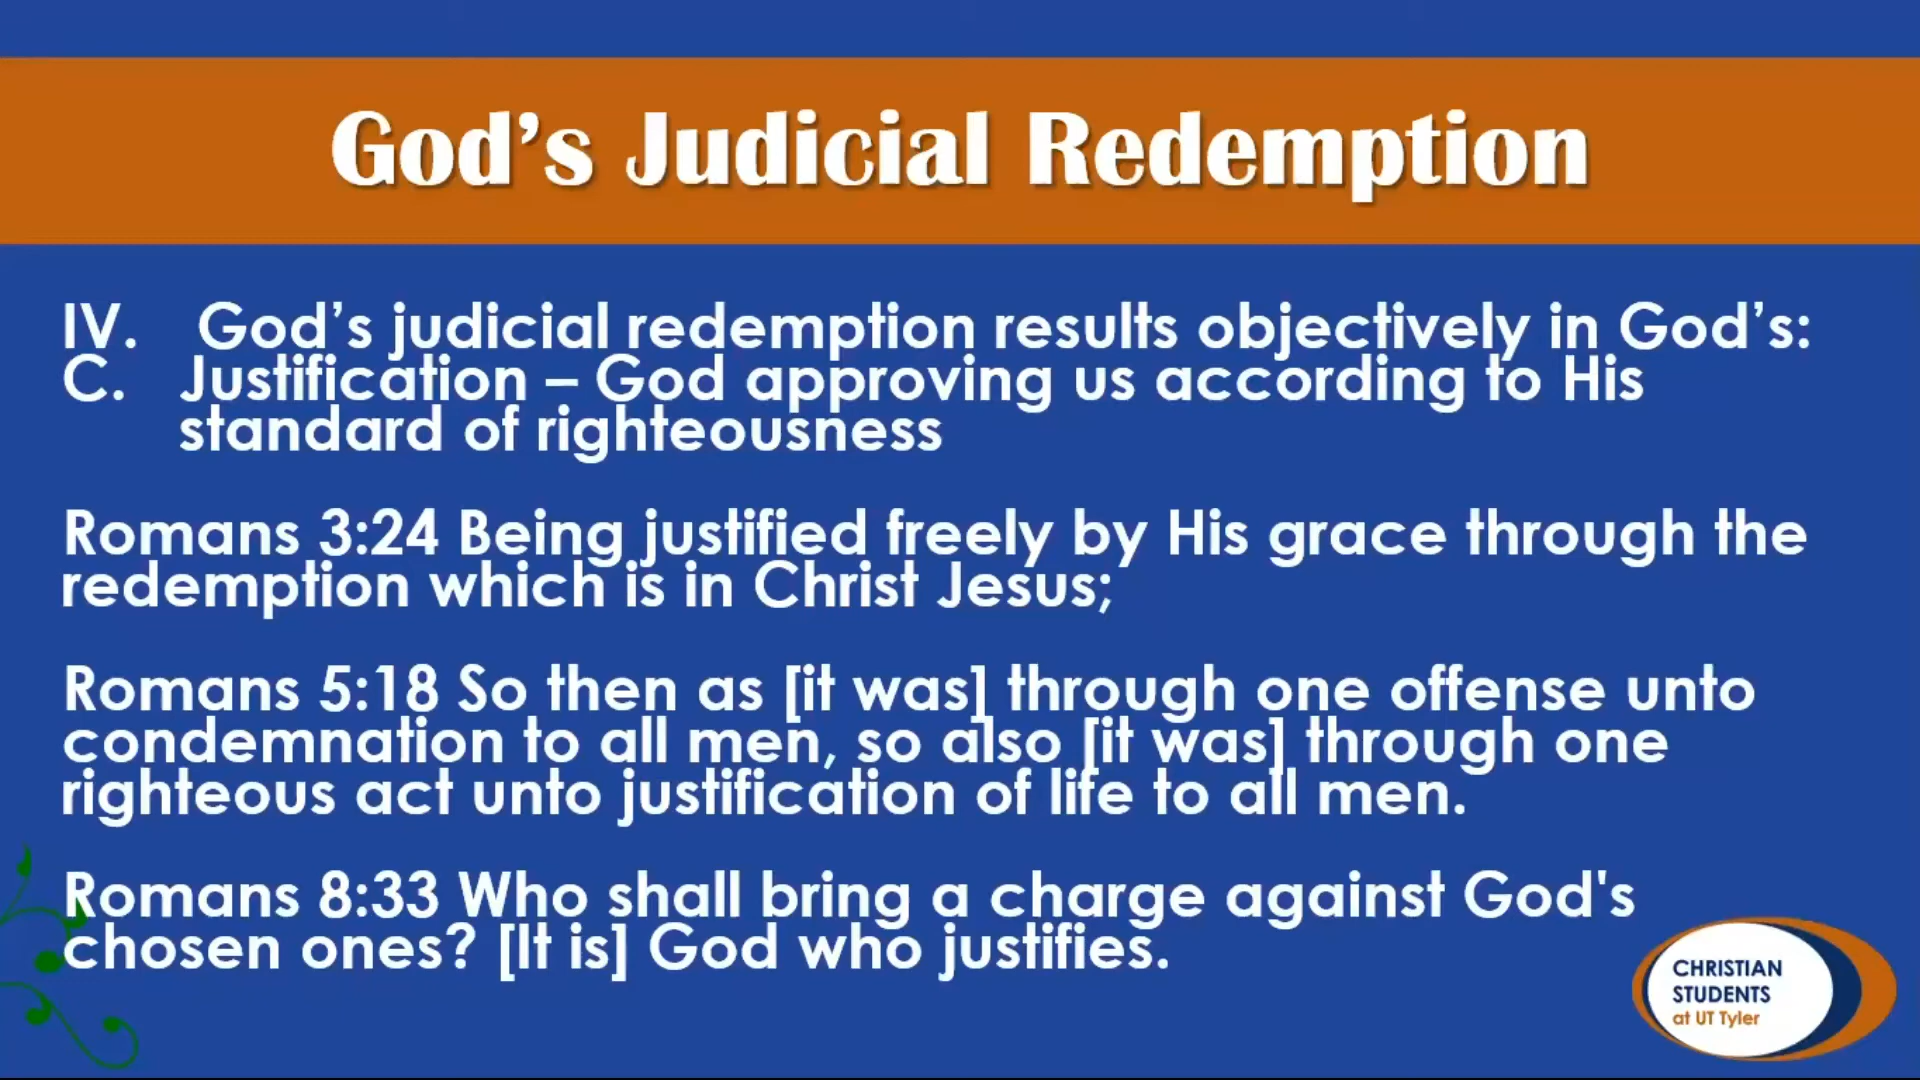 God’s Judicial Redemption
IV. God’s judicial redemption results objectively in God’s:
C. Justification – God approving us according to His
standard of righteousness
Romans 3:24 Being justified freely by His grace through the
redemption which is in Christ Jesus;
Romans 5:18 So then as [it was] through one offense unto
condemnation to all men, so also [it was] through one
righteous act unto justification of life to all men.
Romans 8:33 Who shall bring a charge against God's
chosen ones? [It is] God who justifies.
CHRISTIAN
STUDENTS
at UT Tyler